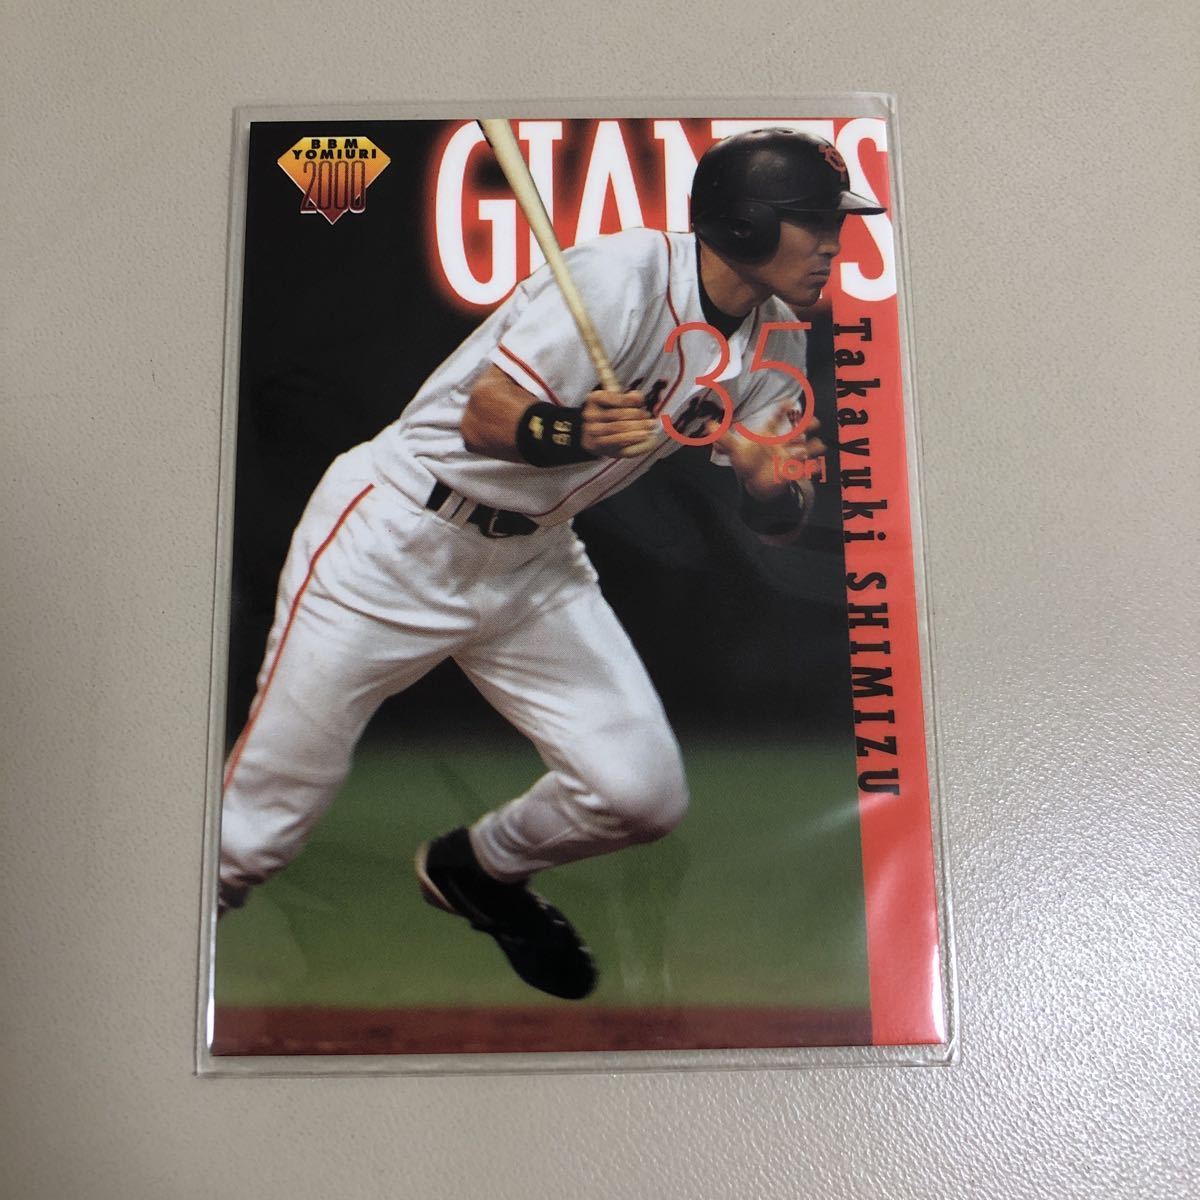 BBM
YOMIURI
2000
GIANTS
35
[OF]
Takayuki SHIMIZU